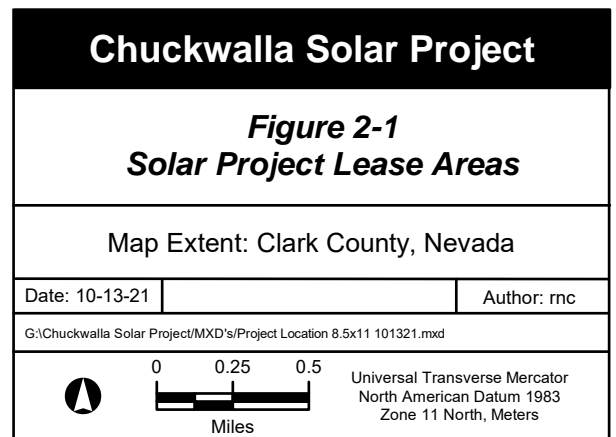 Chuckwalla Solar Project
Figure 2-1
Solar Project Lease Areas
Map Extent: Clark County, Nevada
Date: 10-13-21 Author: rnc
G:\Chuckwalla Solar Project/MXD's/Project Location 8.5x11 101321.mxd
0 0.25 0.5
Miles
Universal Transverse Mercator
North American Datum 1983
Zone 11 North, Meters